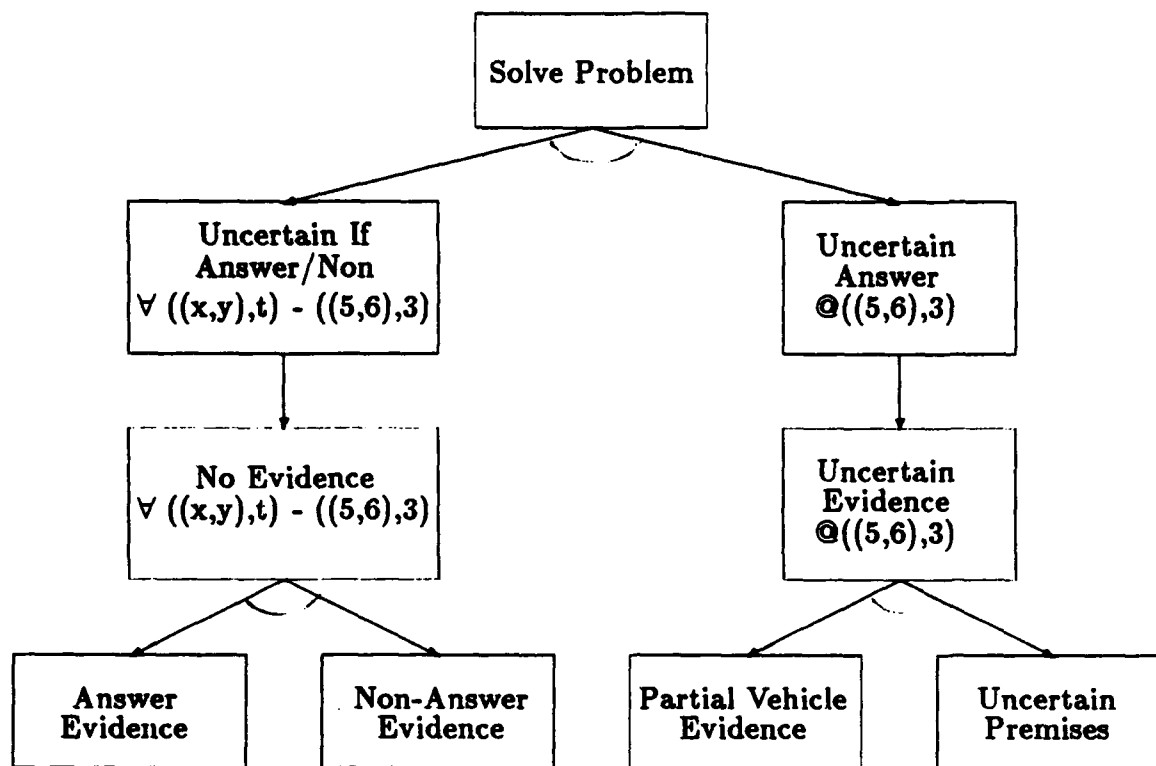 Solve Problem
Uncertain If
Answer/Non
∀ ((x,y),t) - ((5,6),3)
Uncertain
Answer
@((5,6),3)
No Evidence
∀ ((x,y),t) - ((5,6),3)
Uncertain
Evidence
@((5,6),3)
Answer
Evidence
Non-Answer
Evidence
Partial Vehicle
Evidence
Uncertain
Premises